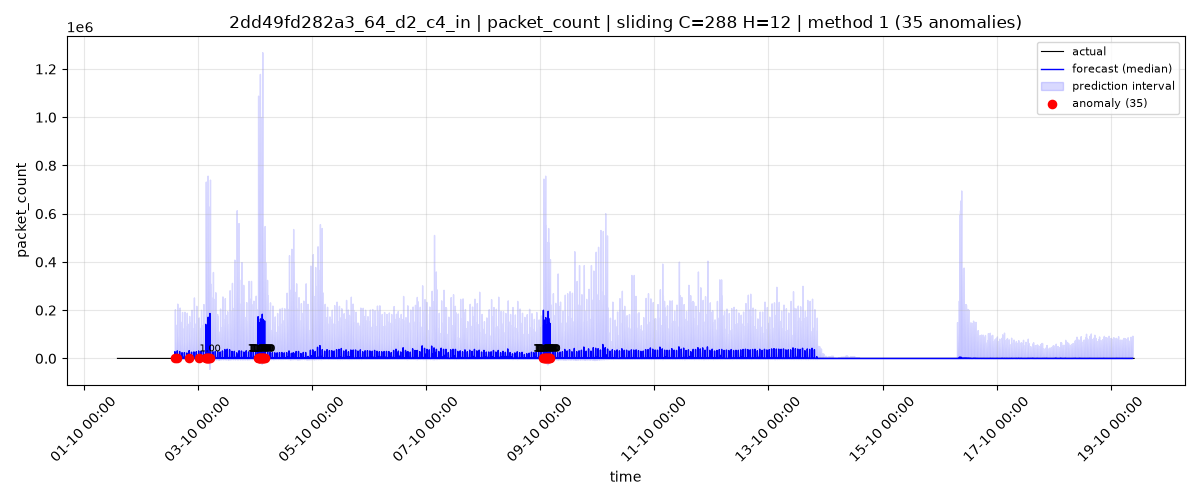 2dd49fd282a3_64_d2_c4_in | packet_count | sliding C=288 H=12 | method 1 (35 anomalies)
1e6
actual
forecast (median)
prediction interval
anomaly (35)
packet_count
1.2
1.0
0.8
0.6
0.4
0.2
0.0
1.00
01-10 00:00
03-10 00:00
05-10 00:00
07-10 00:00
09-10 00:00
11-10 00:00
13-10 00:00
15-10 00:00
17-10 00:00
19-10 00:00
time